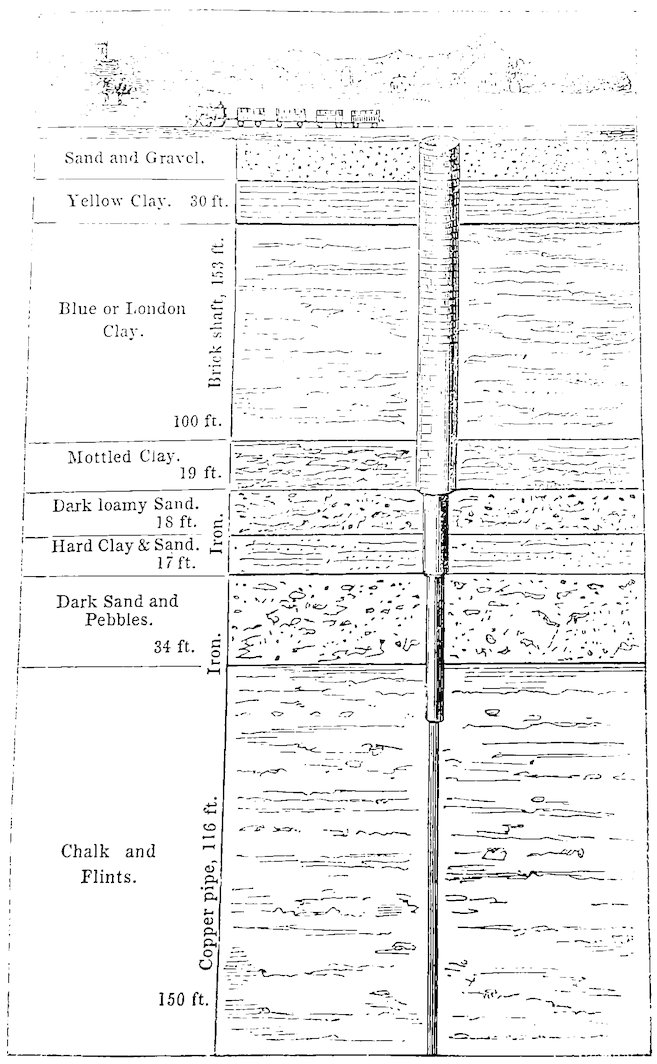 Sand and Gravel.
Yellow Clay. 30 ft.
Blue or London
Clay.
100 ft.
Brick shaft, 153 ft.
Mottled Clay.
19 ft.
Dark loamy Sand.
18 ft.
Hard Clay & Sand.
17 ft.
Iron.
Dark Sand and
Pebbles.
34 ft.
Iron.
Chalk and
Flints.
150 ft.
Copper pipe, 116 ft.